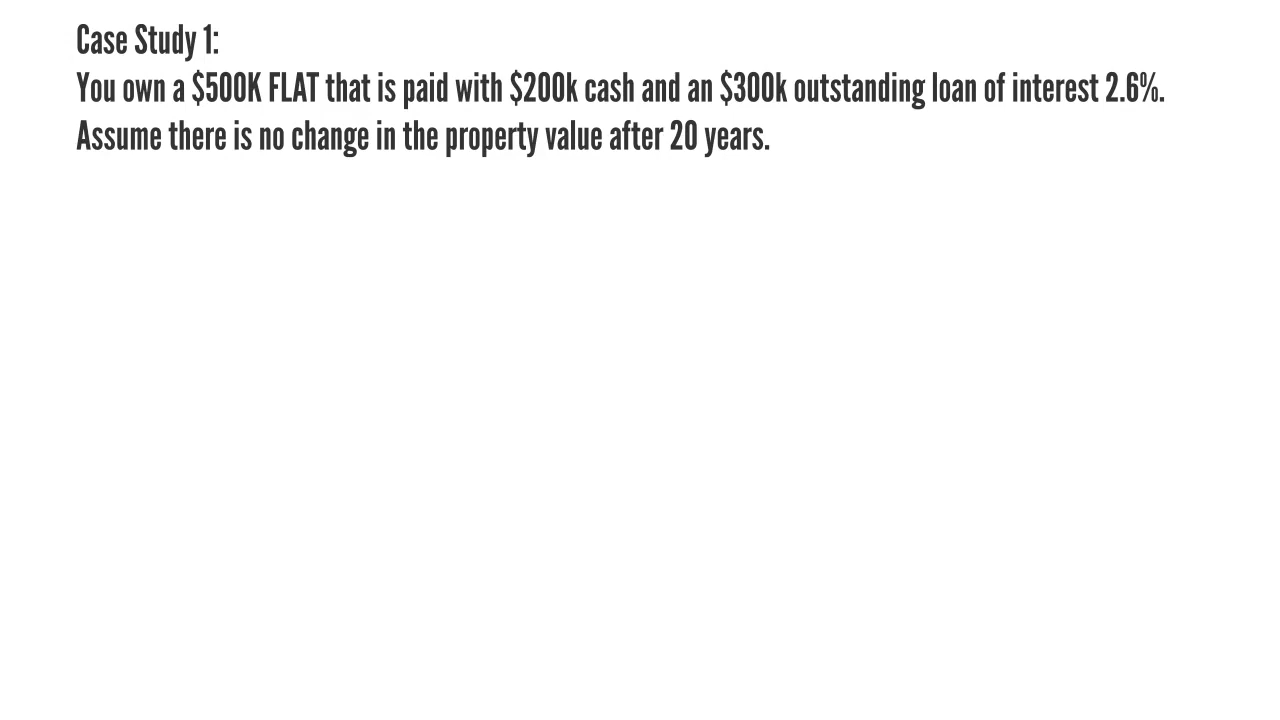 Case Study 1:
You own a $500K FLAT that is paid with $200k cash and an $300k outstanding loan of interest 2.6%.
Assume there is no change in the property value after 20 years.